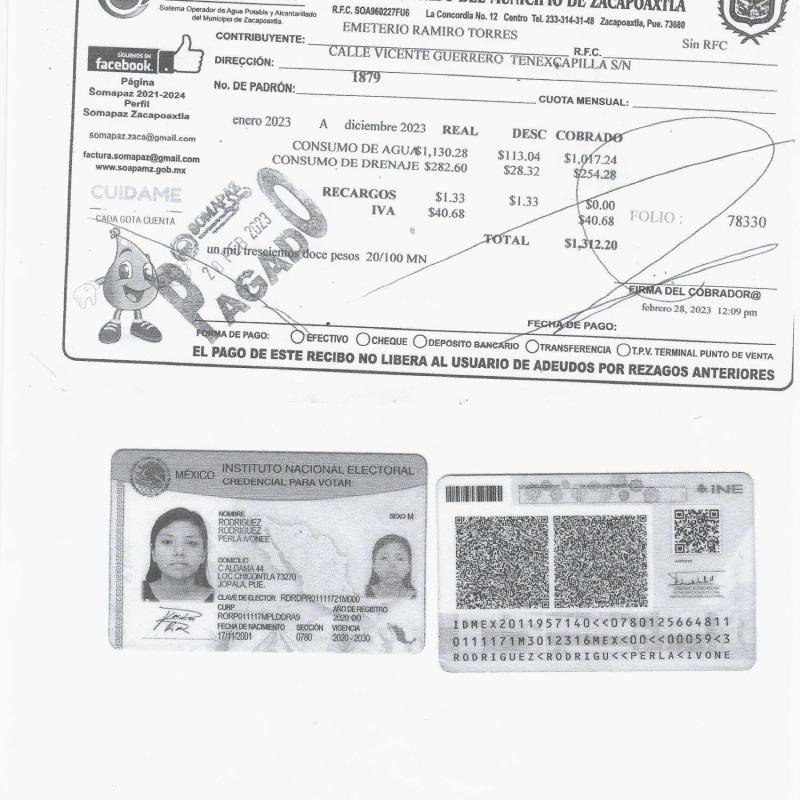 DEL MUNICIPIO DE ZACAPOAXTLA
Sistema Operador de Agua Potable y Alcantarillado
del Municipio de Zacapoaxtla.
R.F.C. SOA960227FU6 La Concordia No. 12 Centro Tel. 233-314-31-48 Zacapoaxtla, Pue. 73680
SÍGUENOS EN
facebook.
Página
Somapaz 2021-2024
Perfil
Somapaz Zacapoaxtla
somapaz.zaca@gmail.com
factura.somapaz@gmail.com
www.soapamz.gob.mx
CUIDAME
CADA GOTA CUENTA
CONTRIBUYENTE: EMETERIO RAMIRO TORRES
R.F.C. Sin RFC
DIRECCIÓN: CALLE VICENTE GUERRERO TENEXCAPILLA S/N
No. DE PADRÓN: 1879
CUOTA MENSUAL:
enero 2023 A diciembre 2023 REAL DESC COBRADO
CONSUMO DE AGUA $1,130.28 $113.04 $1,017.24
CONSUMO DE DRENAJE $282.60 $28.32 $254.28
RECARGOS $1.33 $1.33 $0.00
IVA $40.68 $40.68
FOLIO : 78330
TOTAL $1,312.20
un mil trescientos doce pesos 20/100 MN
SOMAPAZ
PAGADO
FIRMA DEL COBRADOR@
febrero 28, 2023 12:09 pm
FECHA DE PAGO:
FORMA DE PAGO: EFECTIVO CHEQUE DEPOSITO BANCARIO TRANSFERENCIA T.P.V. TERMINAL PUNTO DE VENTA
EL PAGO DE ESTE RECIBO NO LIBERA AL USUARIO DE ADEUDOS POR REZAGOS ANTERIORES
MÉXICO INSTITUTO NACIONAL ELECTORAL
CREDENCIAL PARA VOTAR
NOMBRE
RODRIGUEZ
RODRIGUEZ
PERLA IVONEE
SEXO M
DOMICILIO
C ALDAMA 44
LOC CHICONTLA 73270
JOPALA, PUE.
CLAVE DE ELECTOR RDRDPR01111721M000
CURP RORP011117MPLDDRA9
AÑO DE REGISTRO 2020 00
FECHA DE NACIMIENTO 17/11/2001
SECCIÓN 0780
VIGENCIA 2020 - 2030
INE
IDMEX2011957140<<0780125664811
0111171M3012316MEX<00<<00059<3
RODRIGUEZ<RODRIGU<<PERLA<IVONE